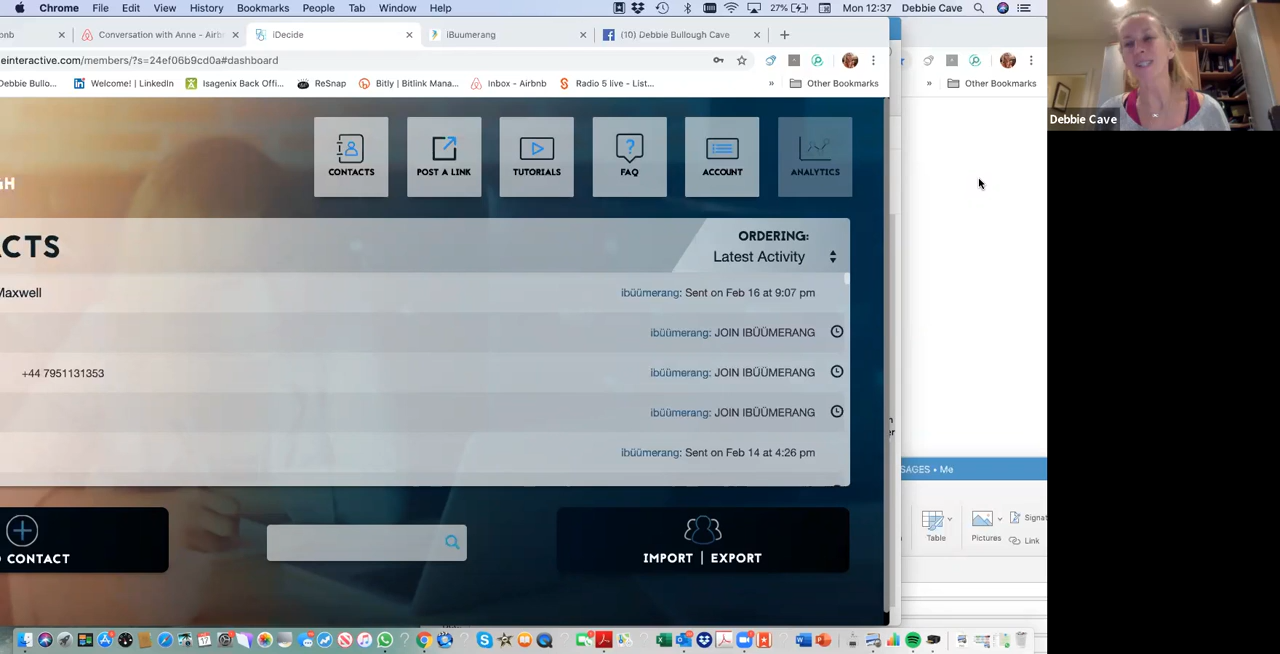 Chrome File Edit View History Bookmarks People Tab Window Help 27% Mon 12:37 Debbie Cave
onb Conversation with Anne - Airb iDecide iBuumerang (10) Debbie Bullough Cave
einteractive.com/members/?s=24ef06b9cd0a#dashboard
Debbie Bullo... Welcome! | LinkedIn Isagenix Back Offi... ReSnap Bitly | Bitlink Mana... Inbox - Airbnb Radio 5 live - List... » Other Bookmarks » Other Bookmarks
Debbie Cave
CONTACTS POST A LINK TUTORIALS FAQ ACCOUNT ANALYTICS
GH
ACTS
ORDERING:
Latest Activity
Maxwell ibüümerang: Sent on Feb 16 at 9:07 pm
ibüümerang: JOIN IBÜÜMERANG
+44 7951131353 ibüümerang: JOIN IBÜÜMERANG
ibüümerang: JOIN IBÜÜMERANG
ibüümerang: Sent on Feb 14 at 4:26 pm
SAGES • Me
Table Pictures Signat
Link
CONTACT
IMPORT | EXPORT